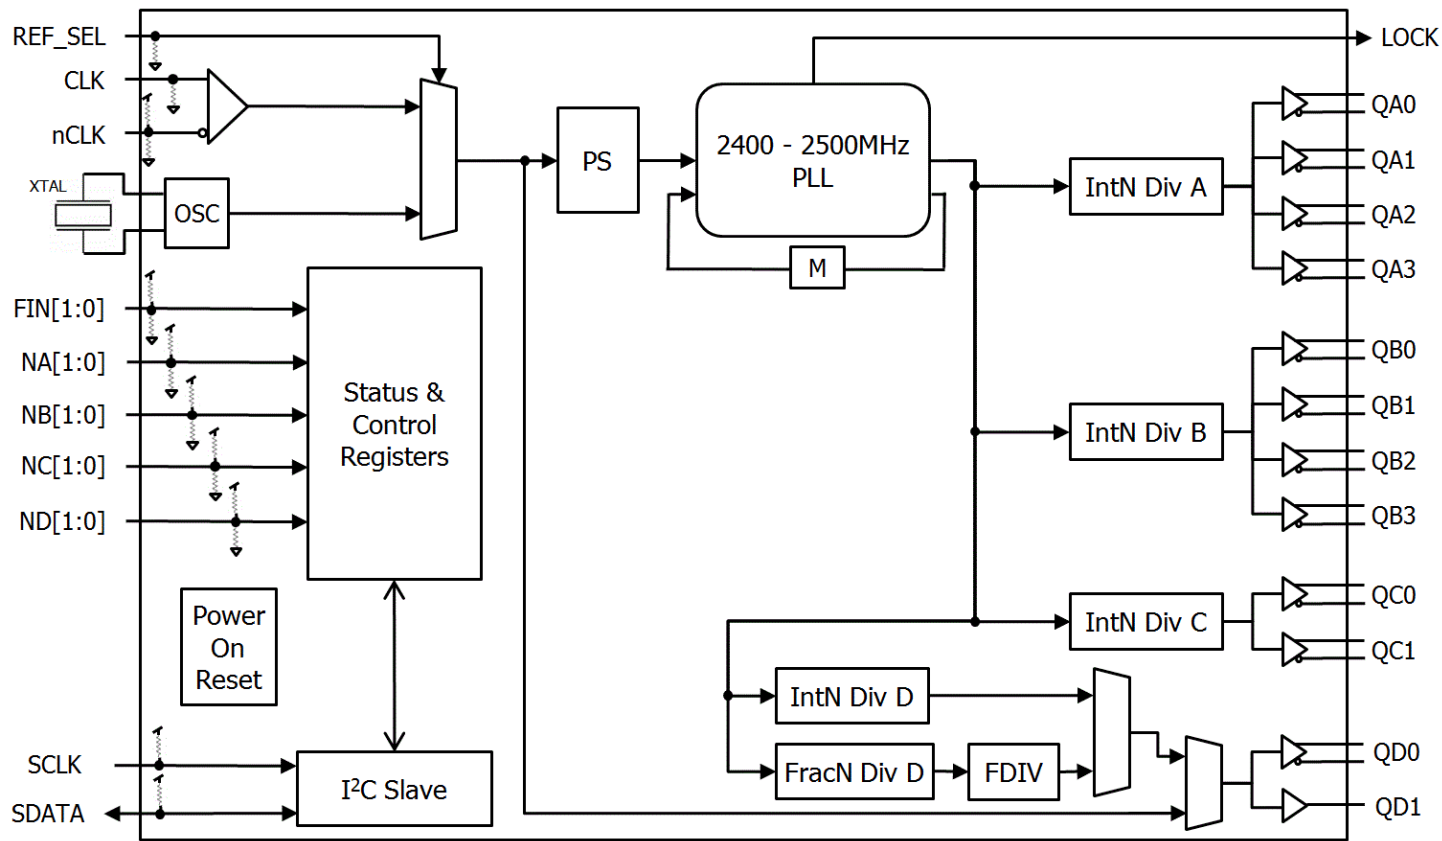 REF_SEL
CLK
nCLK
XTAL
OSC
FIN[1:0]
NA[1:0]
NB[1:0]
NC[1:0]
ND[1:0]
Status &
Control
Registers
Power
On
Reset
SCLK
SDATA
I²C Slave
PS
2400 - 2500MHz
PLL
M
IntN Div A
IntN Div B
IntN Div C
IntN Div D
FracN Div D
FDIV
LOCK
QA0
QA1
QA2
QA3
QB0
QB1
QB2
QB3
QC0
QC1
QD0
QD1